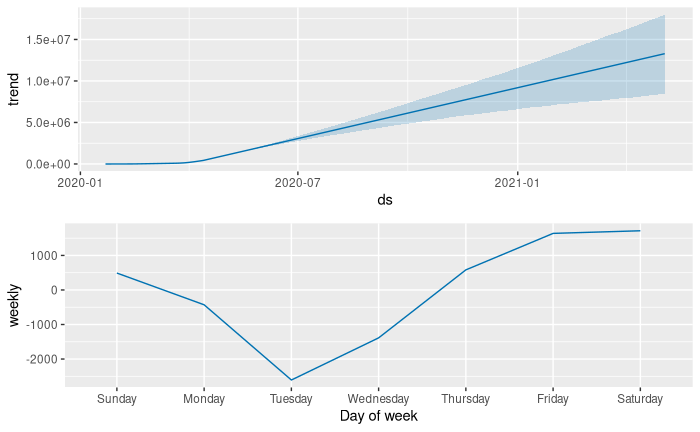 trend
1.5e+07
1.0e+07
5.0e+06
0.0e+00
2020-01 2020-07 2021-01
ds
weekly
1000
0
-1000
-2000
Sunday Monday Tuesday Wednesday Thursday Friday Saturday
Day of week